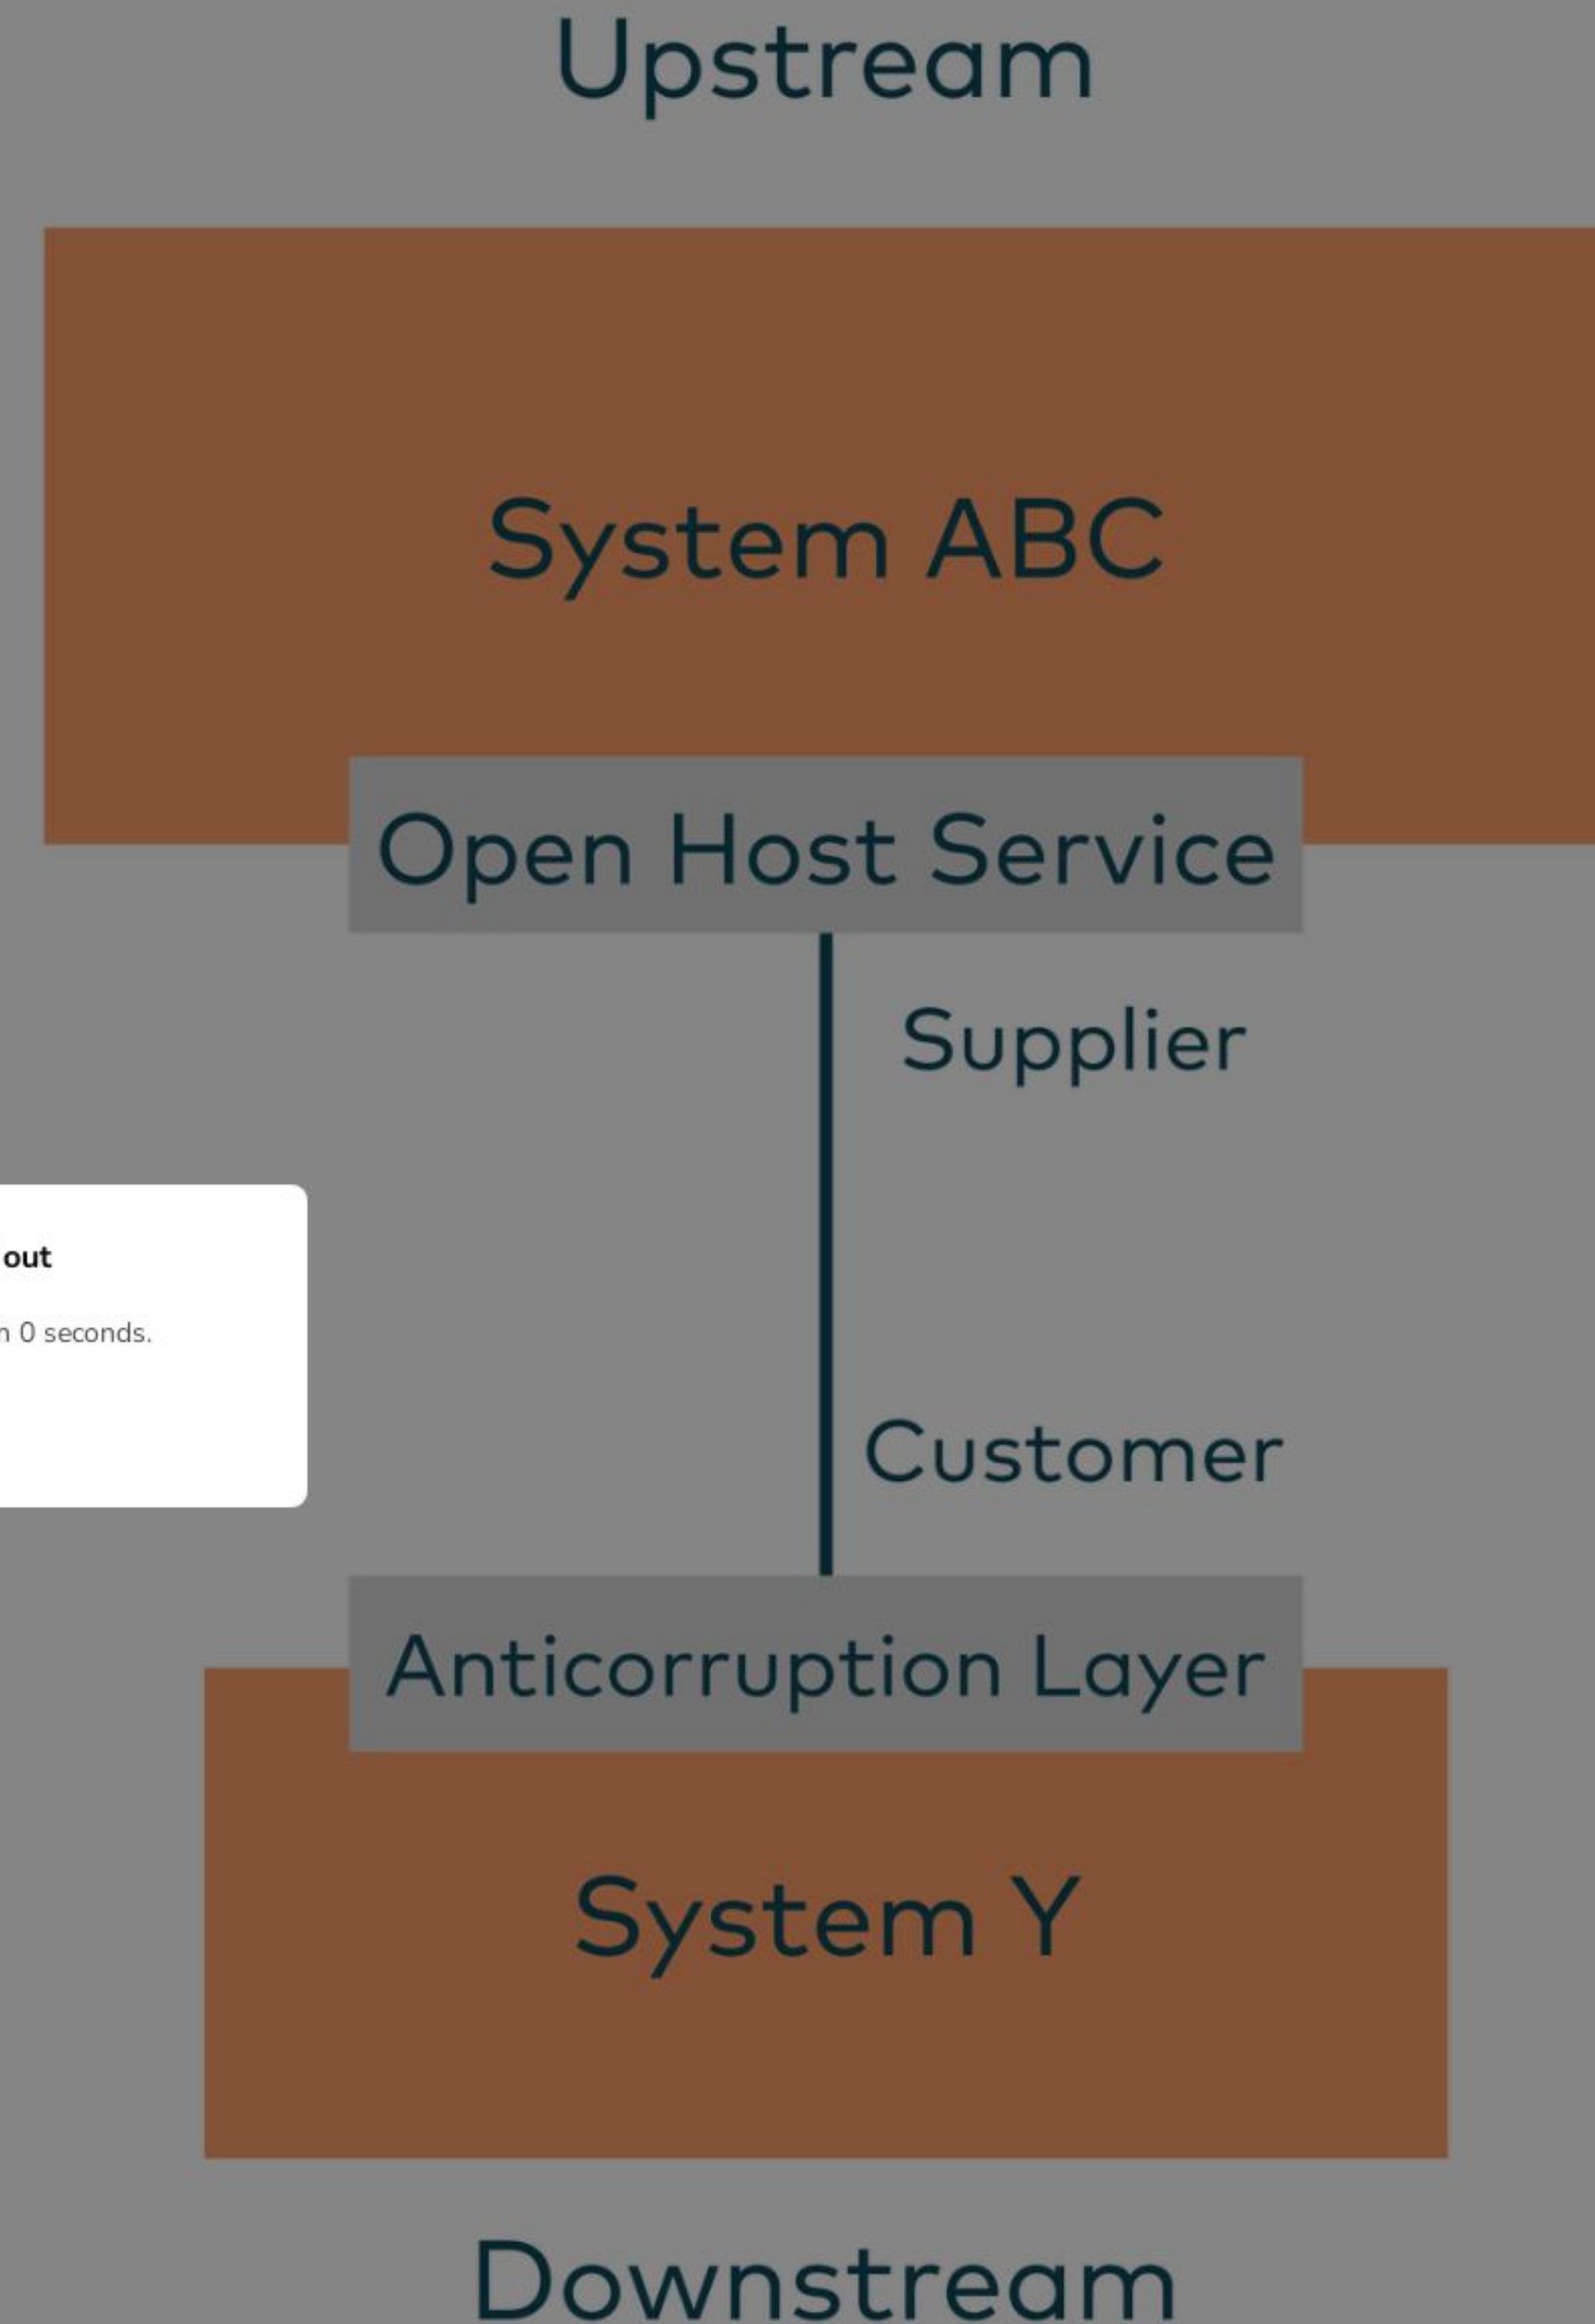 Upstream
System ABC
Open Host Service
Supplier
out
0 seconds.
Customer
Anticorruption Layer
System Y
Downstream